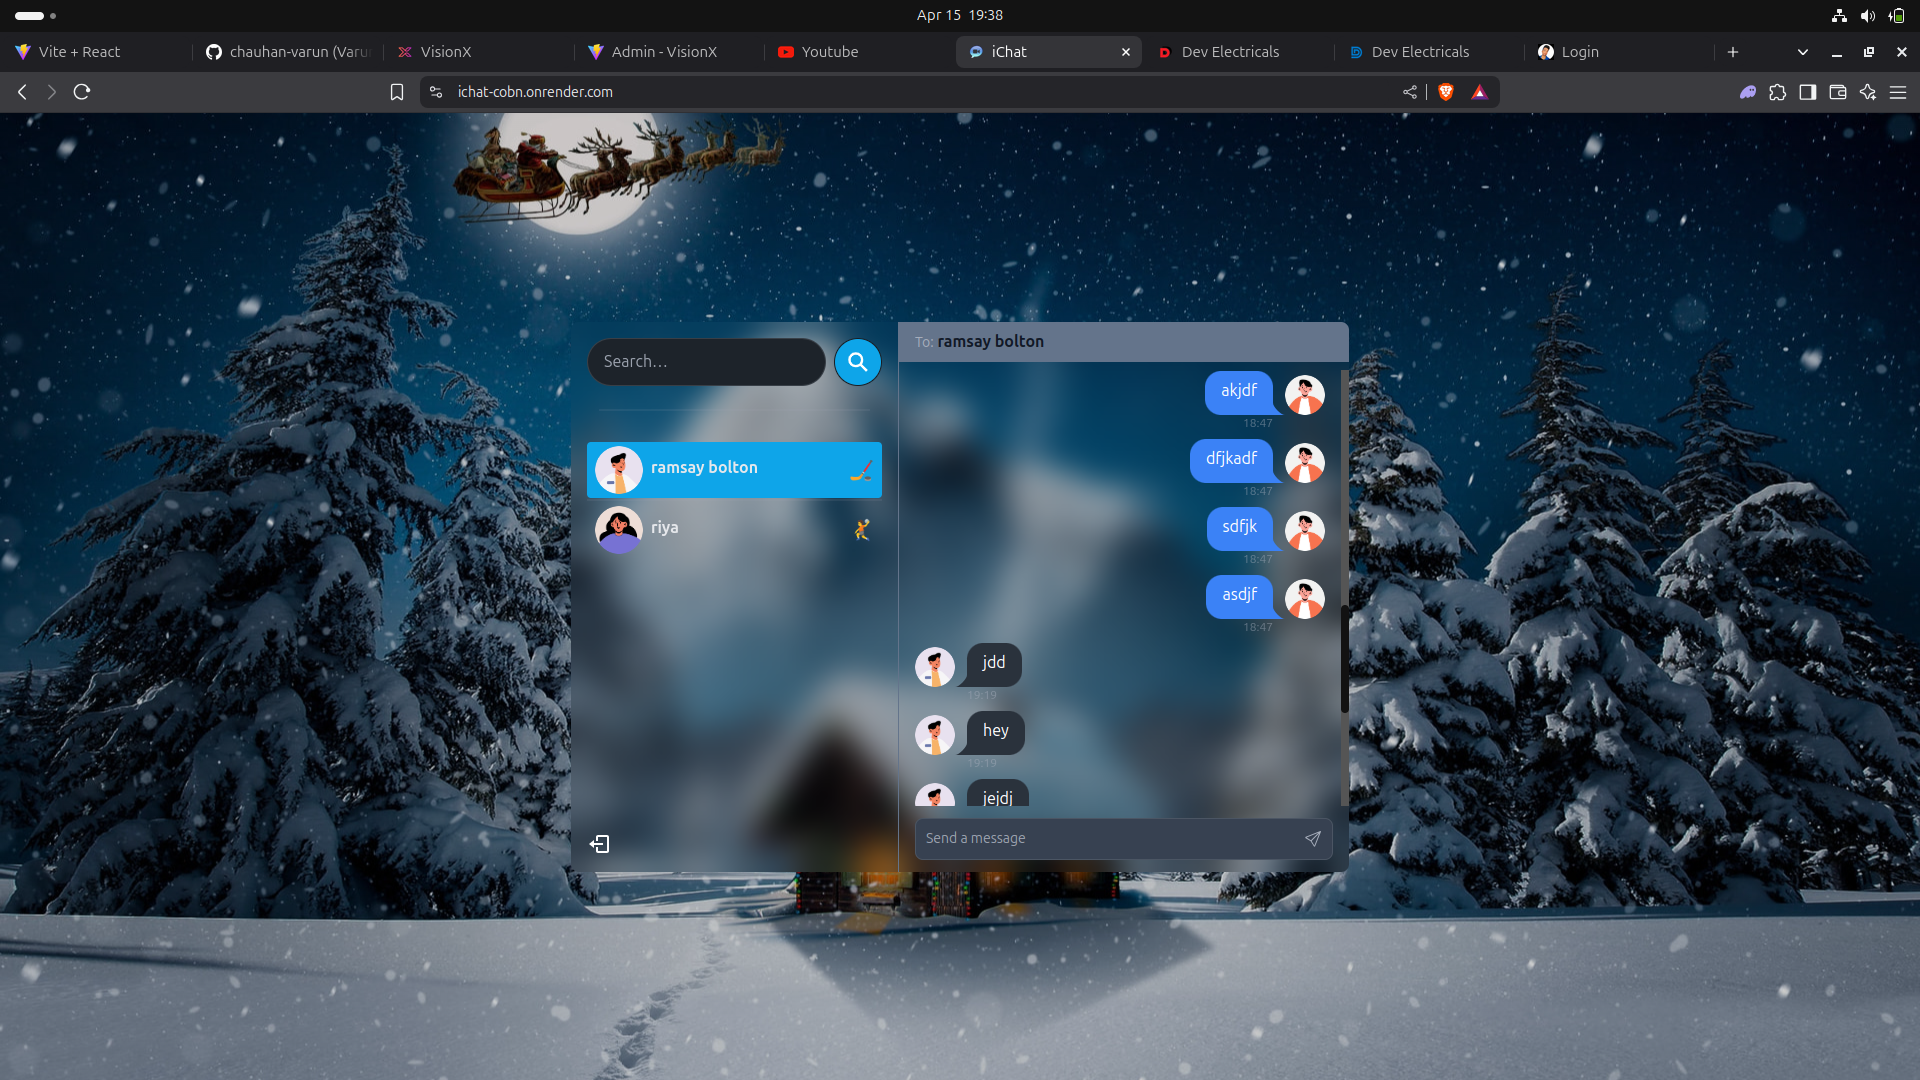 Apr 15 19:38
Vite + React
chauhan-varun (Varu
VisionX
Admin - VisionX
Youtube
iChat
Dev Electricals
Dev Electricals
Login
ichat-cobn.onrender.com
Search…
To: ramsay bolton
akjdf
18:47
dfjkadf
18:47
ramsay bolton
riya
sdfjk
18:47
asdjf
18:47
jdd
19:19
hey
19:19
jejdj
Send a message